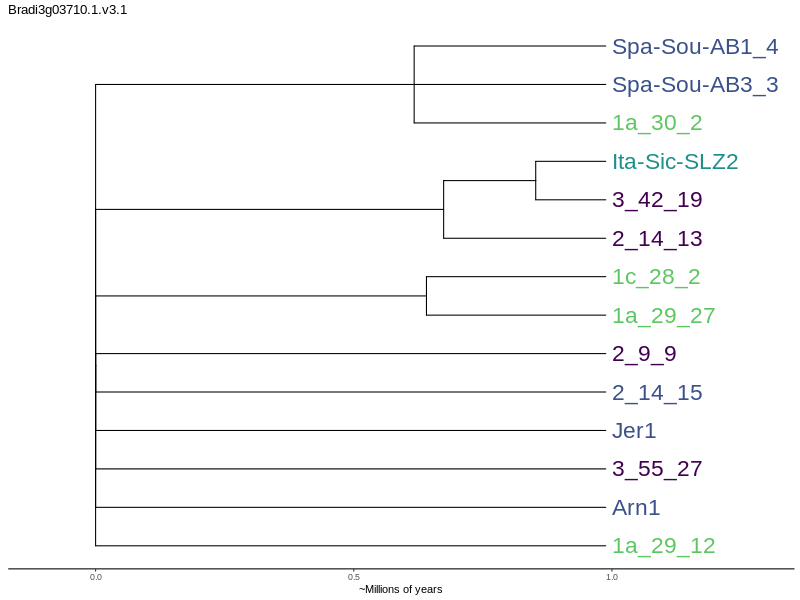 Bradi3g03710.1.v3.1
Spa-Sou-AB1_4
Spa-Sou-AB3_3
1a_30_2
Ita-Sic-SLZ2
3_42_19
2_14_13
1c_28_2
1a_29_27
2_9_9
2_14_15
Jer1
3_55_27
Arn1
1a_29_12
0.0 0.5 1.0
~Millions of years